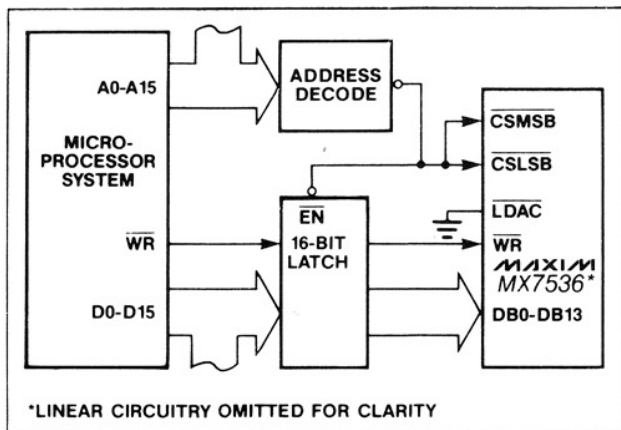 A0-A15
MICRO-
PROCESSOR
SYSTEM
WR
D0-D15
ADDRESS
DECODE
EN
16-BIT
LATCH
CSMSB
CSLSB
LDAC
WR
MAXIM
MX7536*
DB0-DB13
*LINEAR CIRCUITRY OMITTED FOR CLARITY